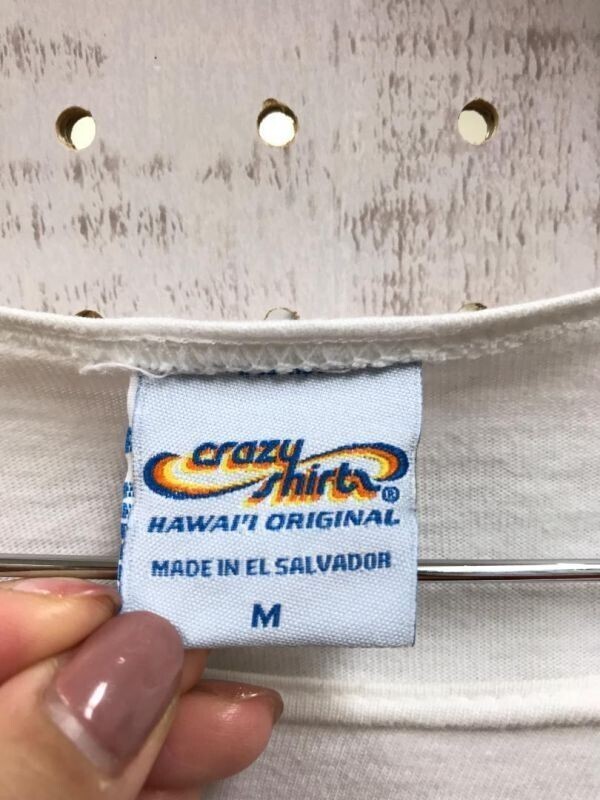 crazy
shirts®
HAWAI'I ORIGINAL
MADE IN EL SALVADOR
M